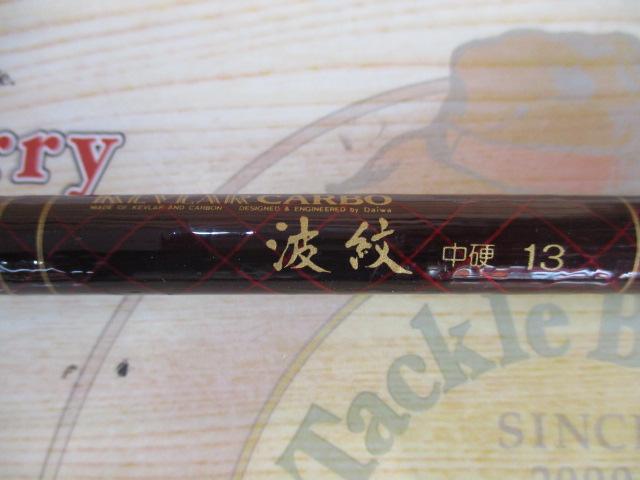 rry
KEVLAR CARBO
MADE OF KEVLAR AND CARBON DESIGNED & ENGINEERED by Daiwa
波紋 中硬 13
Tackle B
SINC
2000